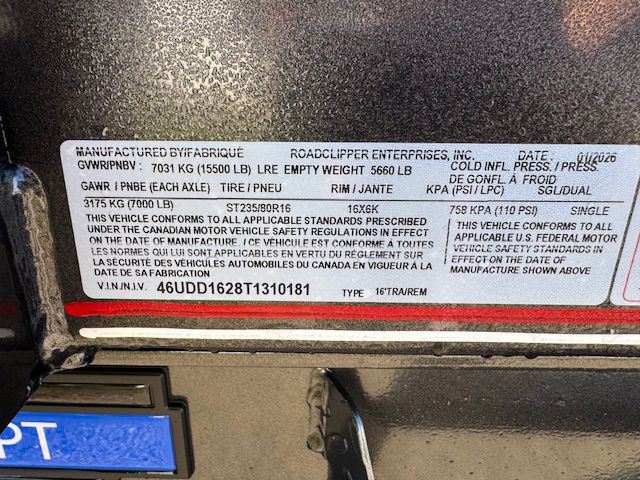 MANUFACTURED BY/FABRIQUÉ ROADCLIPPER ENTERPRISES, INC. DATE: 01/2026
GVWR/PNBV : 7031 KG (15500 LB) LRE EMPTY WEIGHT 5660 LB COLD INFL. PRESS./PRESS.
DE GONFL. À FROID
GAWR / PNBE (EACH AXLE) TIRE / PNEU RIM / JANTE KPA (PSI / LPC) SGL/DUAL
3175 KG (7000 LB) ST235/80R16 16X6K 758 KPA (110 PSI) SINGLE
THIS VEHICLE CONFORMS TO ALL APPLICABLE STANDARDS PRESCRIBED
UNDER THE CANADIAN MOTOR VEHICLE SAFETY REGULATIONS IN EFFECT
ON THE DATE OF MANUFACTURE. / CE VÉHICULE EST CONFORME À TOUTES
LES NORMES QUI LUI SONT APPLICABLES EN VERTU DU RÈGLEMENT SUR
LA SÉCURITÉ DES VÉHICULES AUTOMOBILES DU CANADA EN VIGUEUR À LA
DATE DE SA FABRICATION
THIS VEHICLE CONFORMS TO ALL
APPLICABLE U.S. FEDERAL MOTOR
VEHICLE SAFETY STANDARDS IN
EFFECT ON THE DATE OF
MANUFACTURE SHOWN ABOVE
V.I.N./N.I.V. 46UDD1628T1310181 TYPE 16'TRA/REM
PT